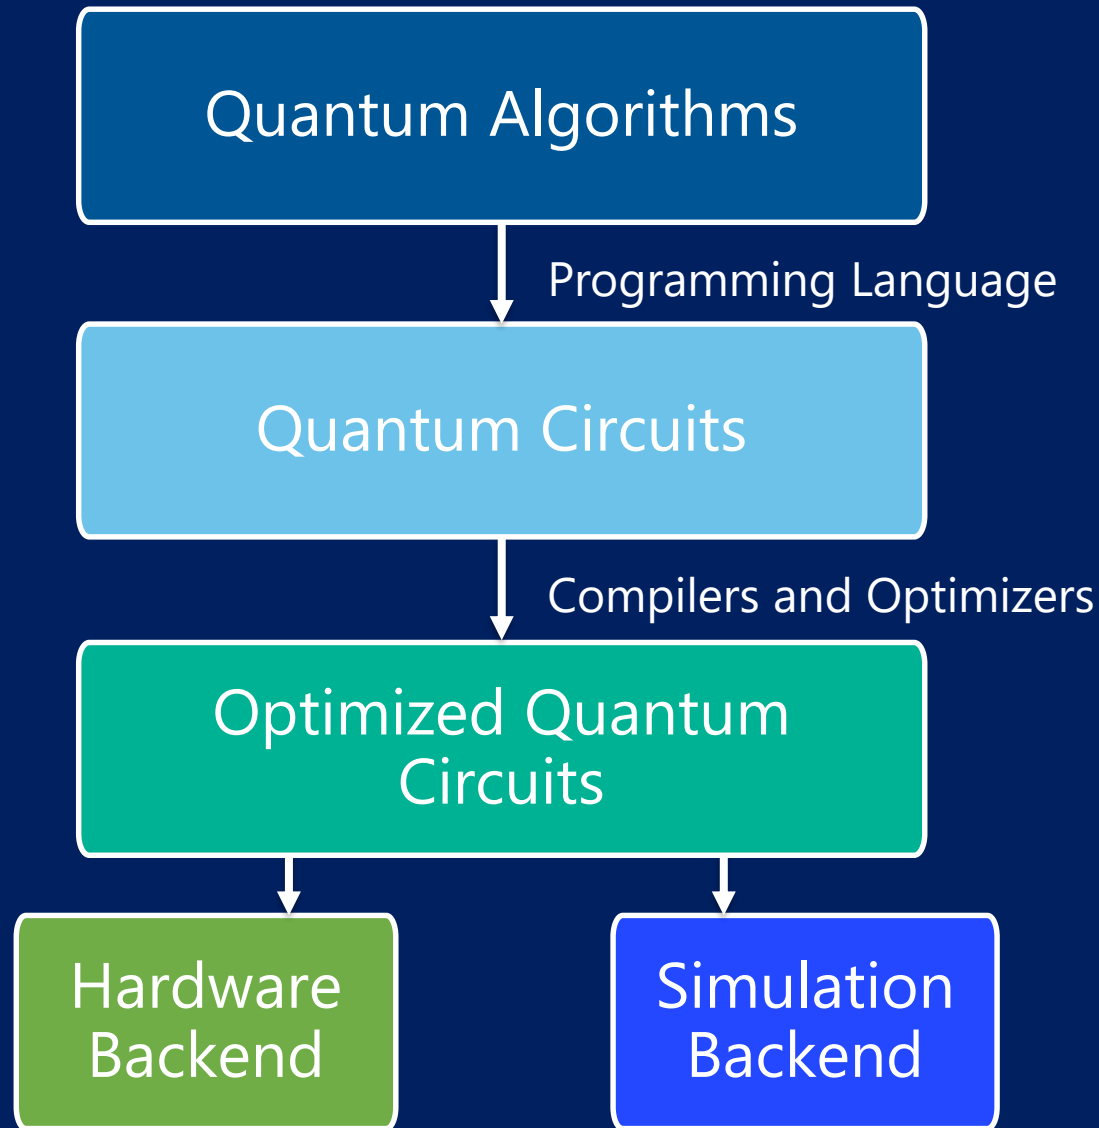 Quantum Algorithms
Programming Language
Quantum Circuits
Compilers and Optimizers
Optimized Quantum
Circuits
Hardware
Backend
Simulation
Backend